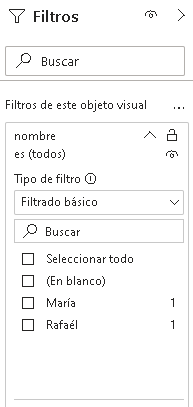 Filtros
Buscar
Filtros de este objeto visual ...
nombre
es (todos)
Tipo de filtro
Filtrado básico
Buscar
Seleccionar todo
(En blanco)
María 1
Rafaél 1